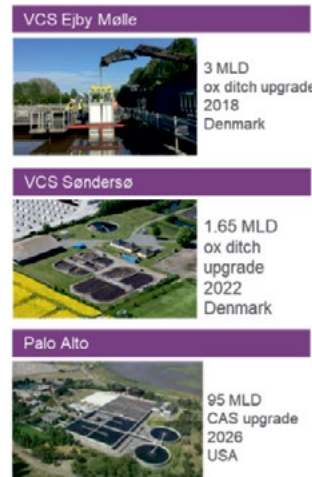 VCS Ejby Mølle
3 MLD
ox ditch upgrade
2018
Denmark
VCS Søndersø
1.65 MLD
ox ditch
upgrade
2022
Denmark
Palo Alto
95 MLD
CAS upgrade
2026
USA